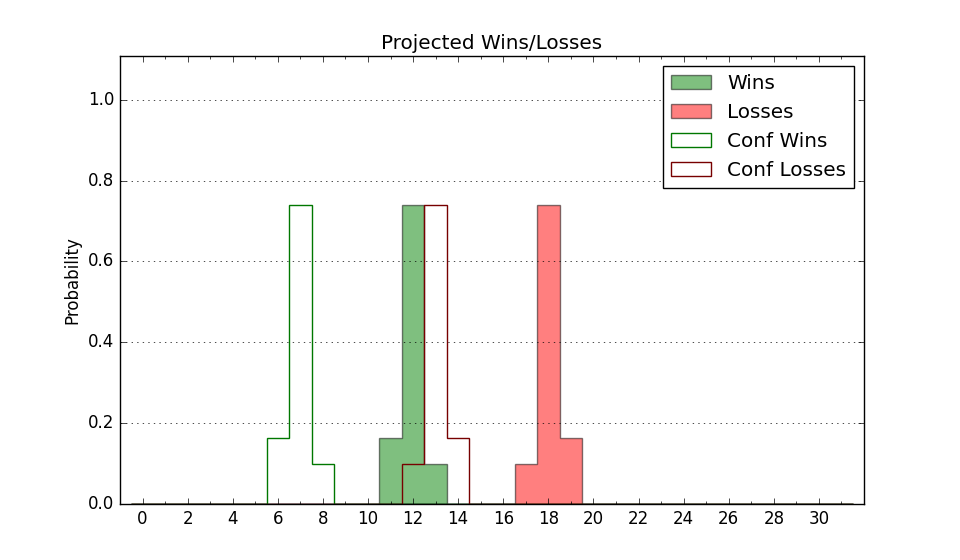 Projected Wins/Losses
Wins
Losses
Conf Wins
Conf Losses
Probability
1.0
0.8
0.6
0.4
0.2
0.0
0 2 4 6 8 10 12 14 16 18 20 22 24 26 28 30